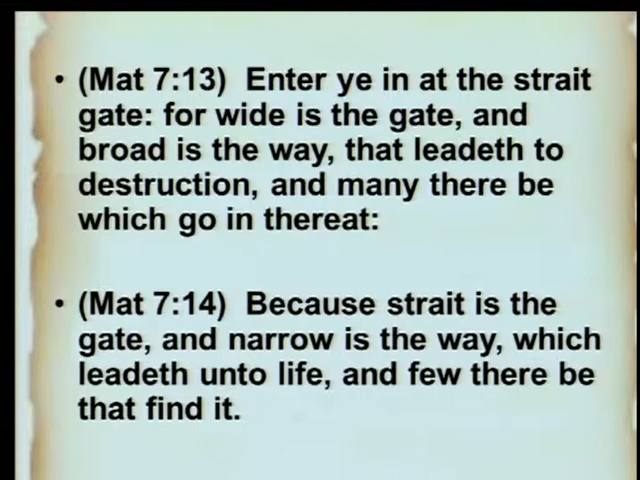 • (Mat 7:13) Enter ye in at the strait
gate: for wide is the gate, and
broad is the way, that leadeth to
destruction, and many there be
which go in thereat:
• (Mat 7:14) Because strait is the
gate, and narrow is the way, which
leadeth unto life, and few there be
that find it.